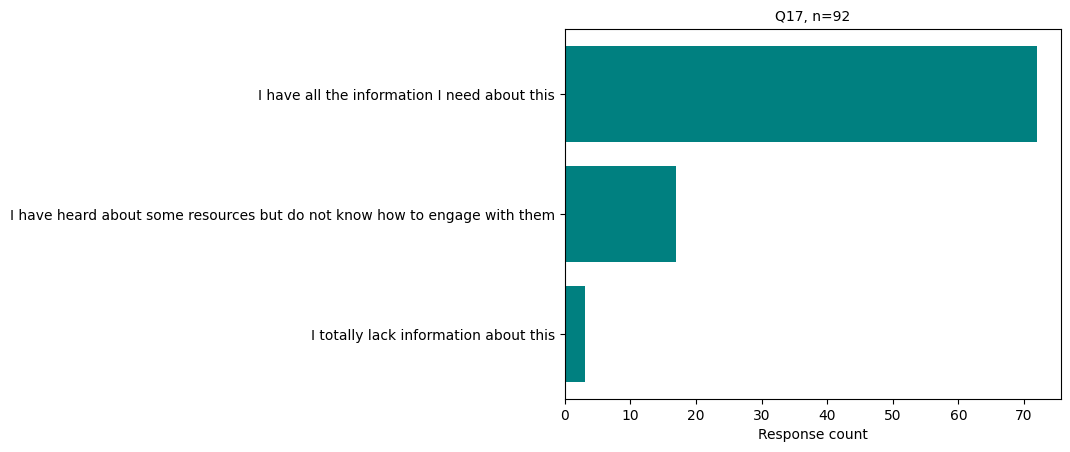 Q17, n=92
I have all the information I need about this
I have heard about some resources but do not know how to engage with them
I totally lack information about this
0 10 20 30 40 50 60 70
Response count